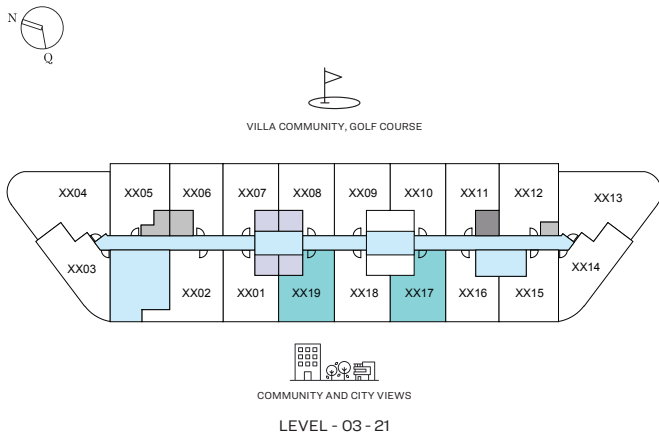 N
Q
VILLA COMMUNITY, GOLF COURSE
XX04
XX05
XX06
XX07
XX08
XX09
XX10
XX11
XX12
XX13
XX03
XX02
XX01
XX19
XX18
XX17
XX16
XX15
XX14
COMMUNITY AND CITY VIEWS
LEVEL - 03 - 21